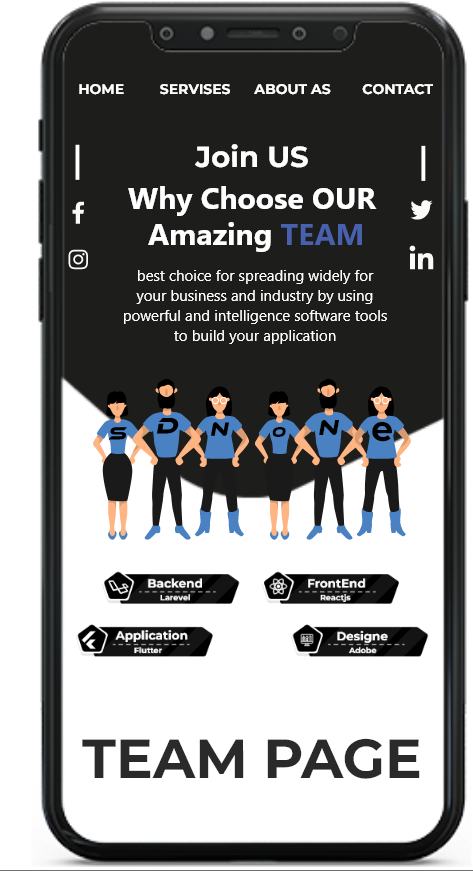 HOME SERVISES ABOUT AS CONTACT
Join US
Why Choose OUR
Amazing TEAM
best choice for spreading widely for
your business and industry by using
powerful and intelligence software tools
to build your application
S D N O N e
Backend
Larevel
FrontEnd
Reactjs
Application
Flutter
Designe
Adobe
TEAM PAGE